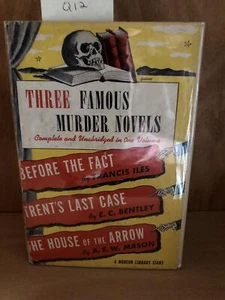 Q12
THREE FAMOUS
MURDER NOVELS
Complete and Unabridged in One Volume
BEFORE THE FACT
by FRANCIS ILES
TRENT'S LAST CASE
by E. C. BENTLEY
THE HOUSE OF THE ARROW
by A. E. W. MASON
A MODERN LIBRARY GIANT